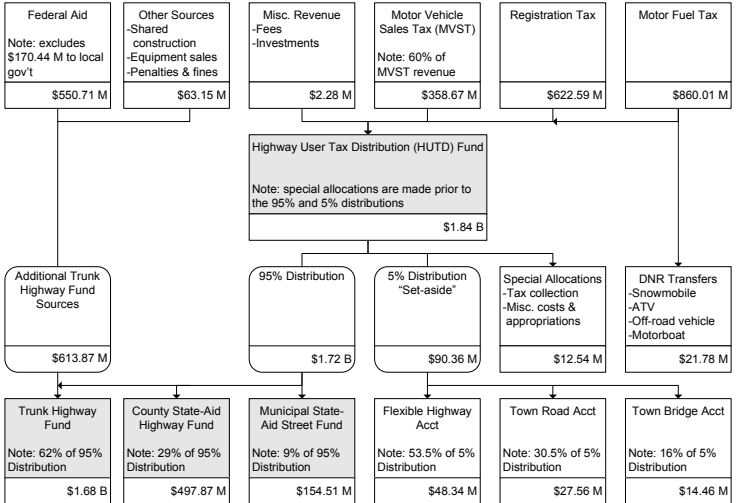 Federal Aid
Note: excludes
$170.44 M to local
gov't
$550.71 M
Other Sources
-Shared
construction
-Equipment sales
-Penalties & fines
$63.15 M
Misc. Revenue
-Fees
-Investments
$2.28 M
Motor Vehicle
Sales Tax (MVST)
Note: 60% of
MVST revenue
$358.67 M
Registration Tax
$622.59 M
Motor Fuel Tax
$860.01 M
Highway User Tax Distribution (HUTD) Fund
Note: special allocations are made prior to
the 95% and 5% distributions
$1.84 B
Additional Trunk
Highway Fund
Sources
$613.87 M
95% Distribution
$1.72 B
5% Distribution
“Set-aside”
$90.36 M
Special Allocations
-Tax collection
-Misc. costs &
appropriations
$12.54 M
DNR Transfers
-Snowmobile
-ATV
-Off-road vehicle
-Motorboat
$21.78 M
Trunk Highway
Fund
Note: 62% of 95%
Distribution
$1.68 B
County State-Aid
Highway Fund
Note: 29% of 95%
Distribution
$497.87 M
Municipal State-
Aid Street Fund
Note: 9% of 95%
Distribution
$154.51 M
Flexible Highway
Acct
Note: 53.5% of 5%
Distribution
$48.34 M
Town Road Acct
Note: 30.5% of 5%
Distribution
$27.56 M
Town Bridge Acct
Note: 16% of 5%
Distribution
$14.46 M